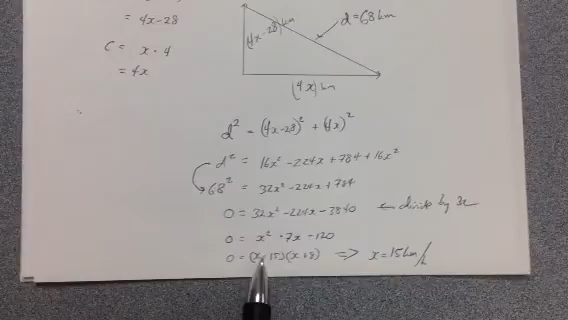 = 4x-28
C = x · 4
= 4x
(4x-28) km
d = 68 km
(4x) km
d² = (4x-28)² + (4x)²
d² = 16x² - 224x + 784 + 16x²
68² = 32x² - 224x + 784
0 = 32x² - 224x - 3840 ← divide by 32
0 = x² - 7x - 120
0 = (x-15)(x+8) ⇒ x = 15 km/h